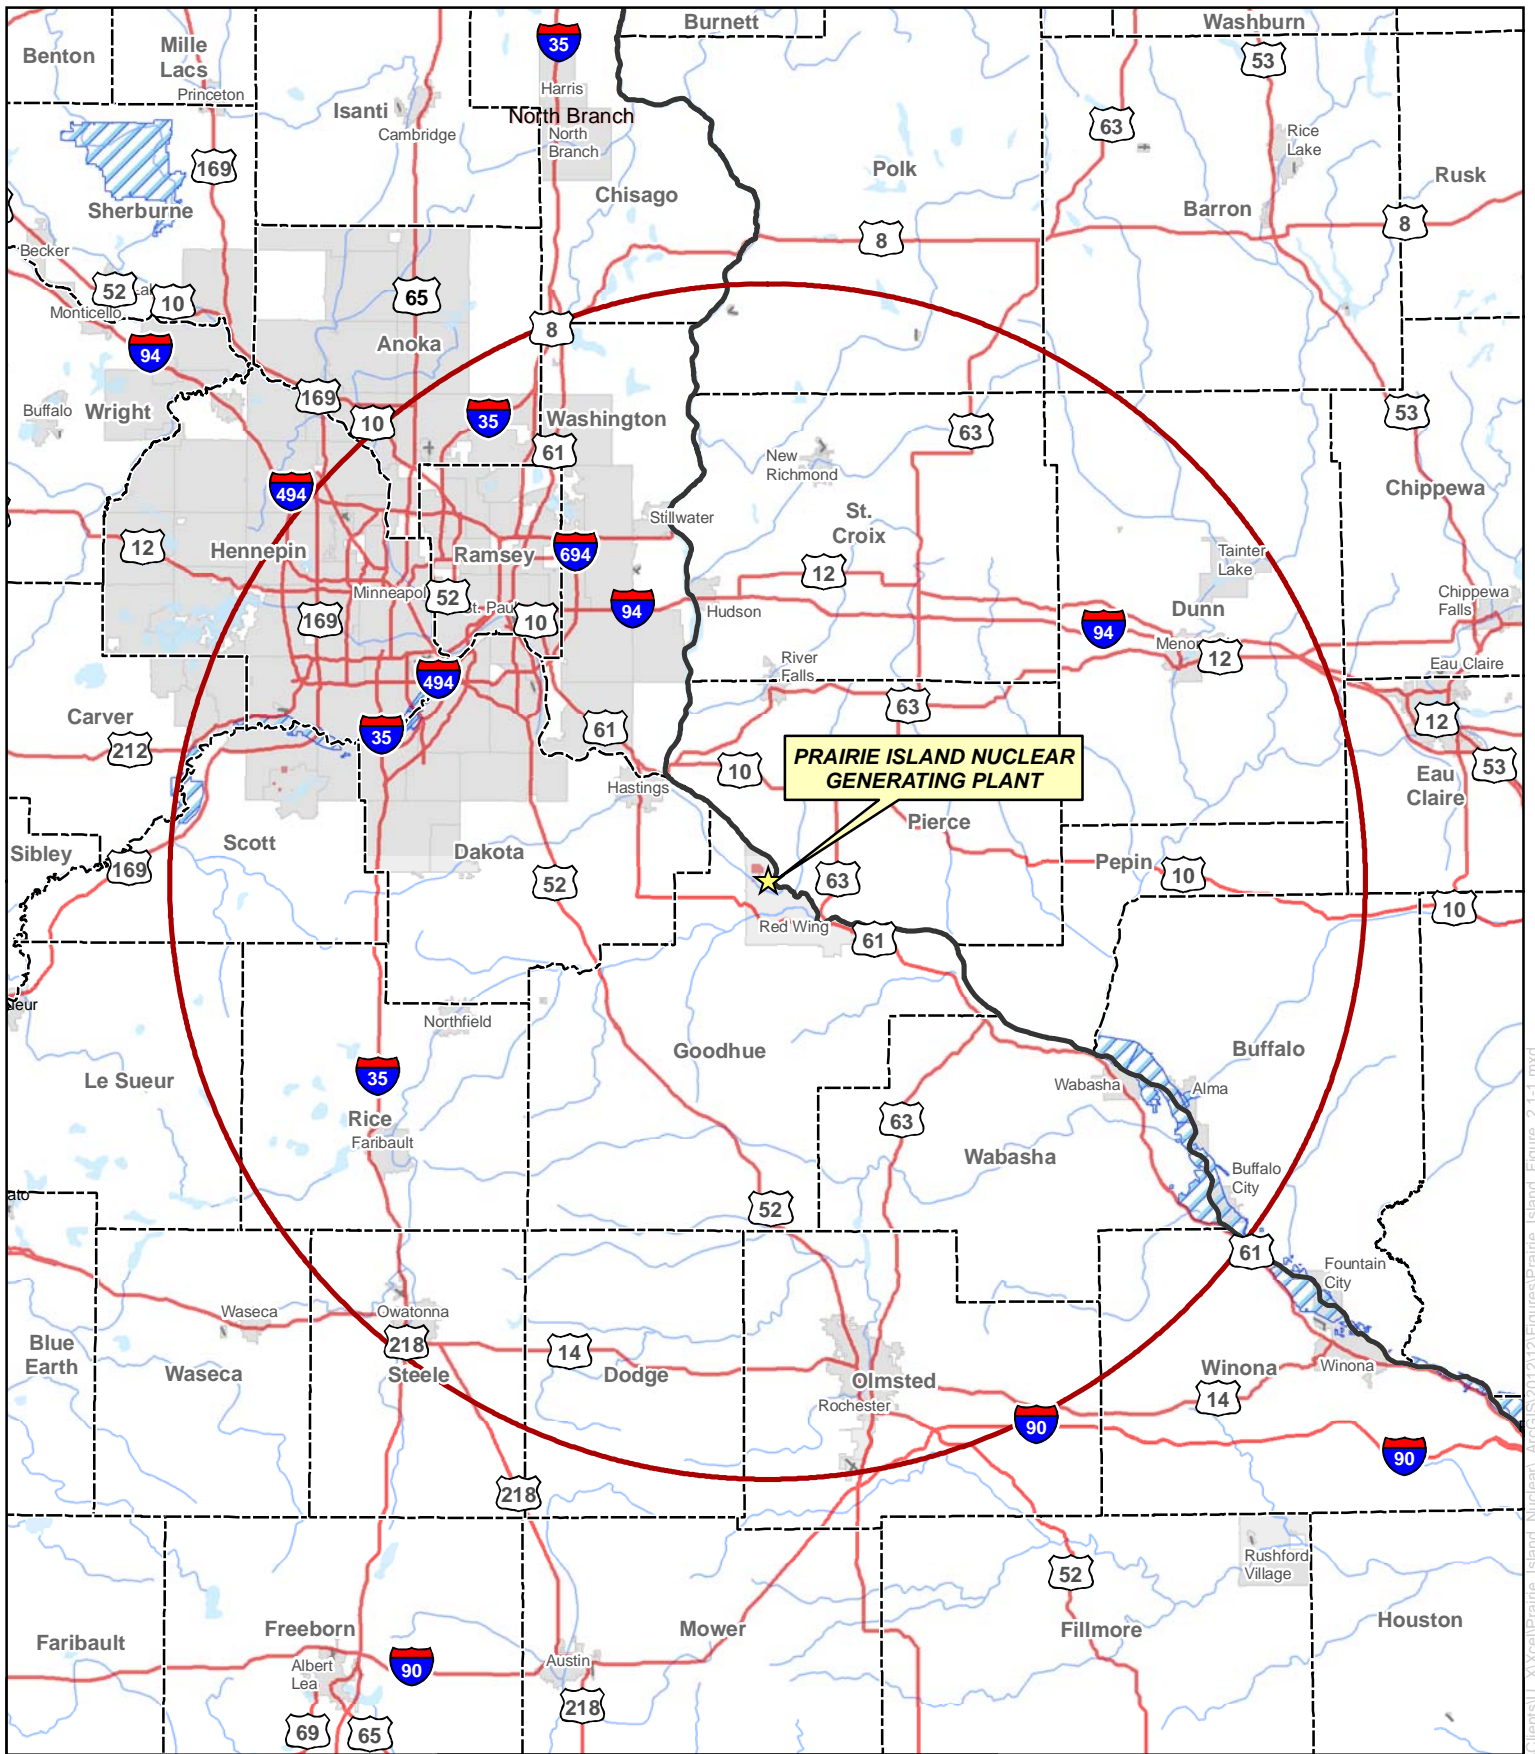 Burnett
Washburn
Benton
Mille
Lacs
Princeton
Isanti
Cambridge
35
Harris
North Branch
North
Branch
Chisago
Polk
63
53
Rice
Lake
Rusk
Barron
8
8
169
Sherburne
Becker
52
10
Monticello
94
65
Anoka
8
169
10
35
Washington
61
Buffalo
Wright
63
53
New
Richmond
Chippewa
494
Stillwater
St.
Croix
12
Hennepin
Ramsey
694
12
Tainter
Lake
Minneapol
52
t. Pau
10
169
94
Hudson
94
Dunn
Chippewa
Falls
12
Eau Claire
River
Falls
494
Carver
212
35
61
63
12
53
Eau
Claire
10
PRAIRIE ISLAND NUCLEAR
GENERATING PLANT
Hastings
Pierce
Scott
Dakota
Sibley
169
52
63
Pepin
10
10
Red Wing
61
Northfield
Goodhue
Buffalo
Le Sueur
35
Wabasha
Alma
Rice
Faribault
63
Wabasha
Buffalo
City
52
61
Fountain
City
Waseca
Owatonna
Blue
Earth
Waseca
218
Steele
14
Dodge
Olmsted
Rochester
Winona
14
Winona
90
90
218
52
Rushford
Village
Faribault
Freeborn
Mower
Fillmore
Houston
Albert
Lea
90
Austin
69
65
218